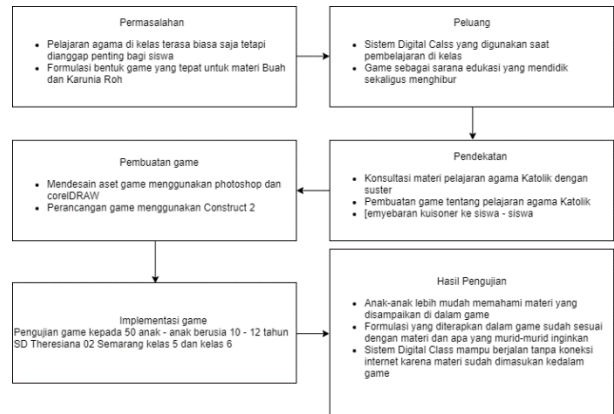 Permasalahan
Pelajaran agama di kelas terasa biasa saja tetapi
dianggap penting bagi siswa
Formulasi bentuk game yang tepat untuk materi Buah
dan Karunia Roh
Peluang
Sistem Digital Calss yang digunakan saat
pembelajaran di kelas
Game sebagai sarana edukasi yang mendidik
sekaligus menghibur
Pendekatan
Konsultasi materi pelajaran agama Katolik dengan
suster
Pembuatan game tentang pelajaran agama Katolik
[emyebaran kuisoner ke siswa - siswa
Pembuatan game
Mendesain aset game menggunakan photoshop dan
corelDRAW
Perancangan game menggunakan Construct 2
Implementasi game
Pengujian game kepada 50 anak - anak berusia 10 - 12 tahun
SD Theresiana 02 Semarang kelas 5 dan kelas 6
Hasil Pengujian
Anak-anak lebih mudah memahami materi yang
disampaikan di dalam game
Formulasi yang diterapkan dalam game sudah sesuai
dengan materi dan apa yang murid-murid inginkan
Sistem Digital Class mampu berjalan tanpa koneksi
internet karena materi sudah dimasukan kedalam
game